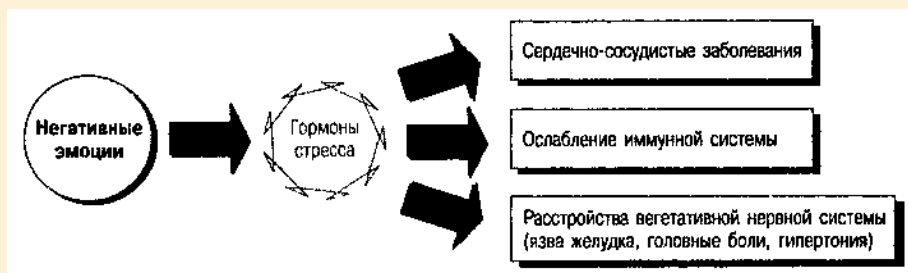 Негативные
эмоции
Гормоны
стресса
Сердечно-сосудистые заболевания
Ослабление иммунной системы
Расстройства вегетативной нервной системы
(язва желудка, головные боли, гипертония)